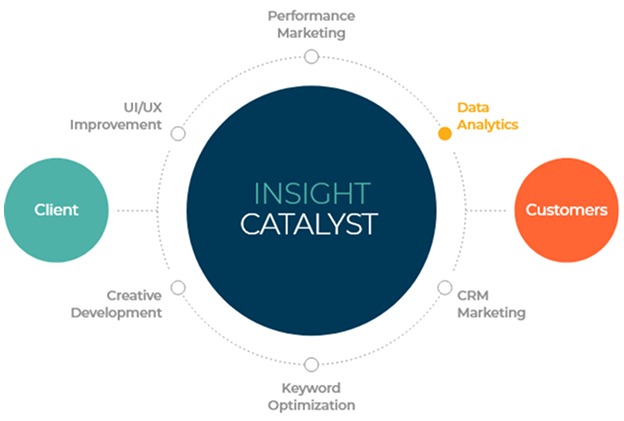 Performance
Marketing
UI/UX
Improvement
Data
Analytics
Client
INSIGHT
CATALYST
Customers
Creative
Development
CRM
Marketing
Keyword
Optimization